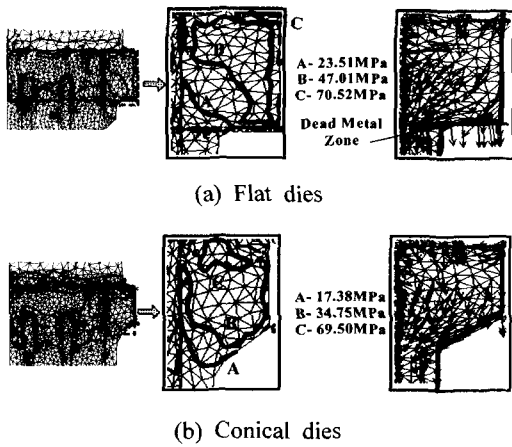 C
B
A
A- 23.51MPa
B- 47.01MPa
C- 70.52MPa
Dead Metal
Zone
(a) Flat dies
C
B
A
A- 17.38MPa
B- 34.75MPa
C- 69.50MPa
(b) Conical dies